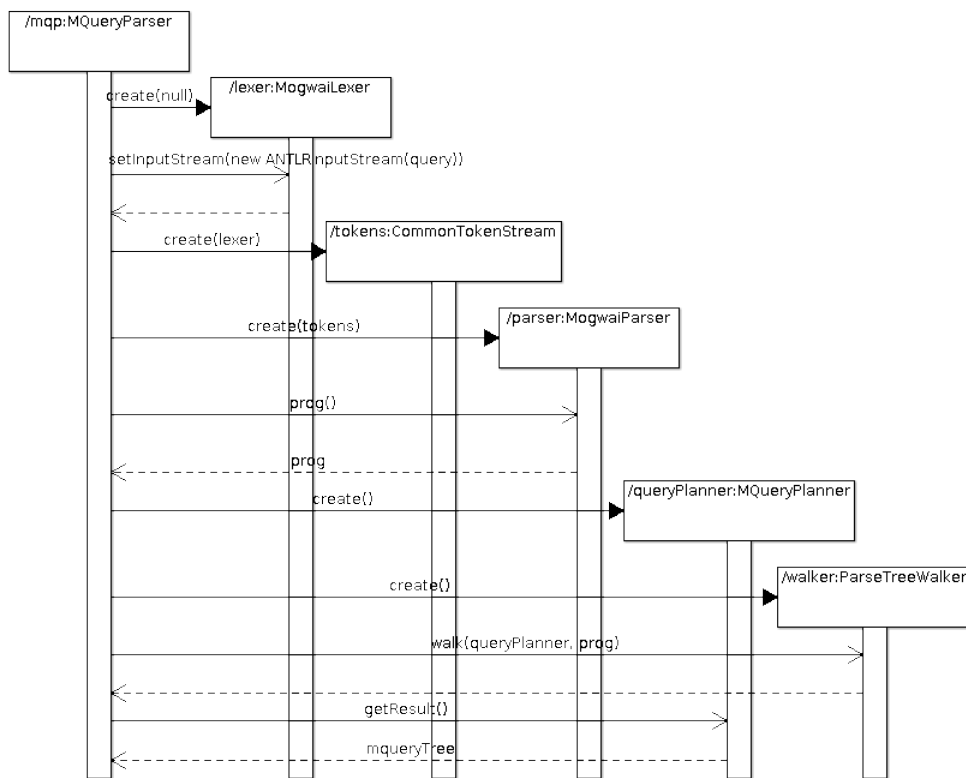 /mqp:MQueryParser
/lexer:MogwaiLexer
create(null)
setInputStream(new ANTLRInputStream(query))
/tokens:CommonTokenStream
create(lexer)
/parser:MogwaiParser
create(tokens)
prog()
prog
/queryPlanner:MQueryPlanner
create()
/walker:ParseTreeWalker
create()
walk(queryPlanner, prog)
getResult()
mqueryTree